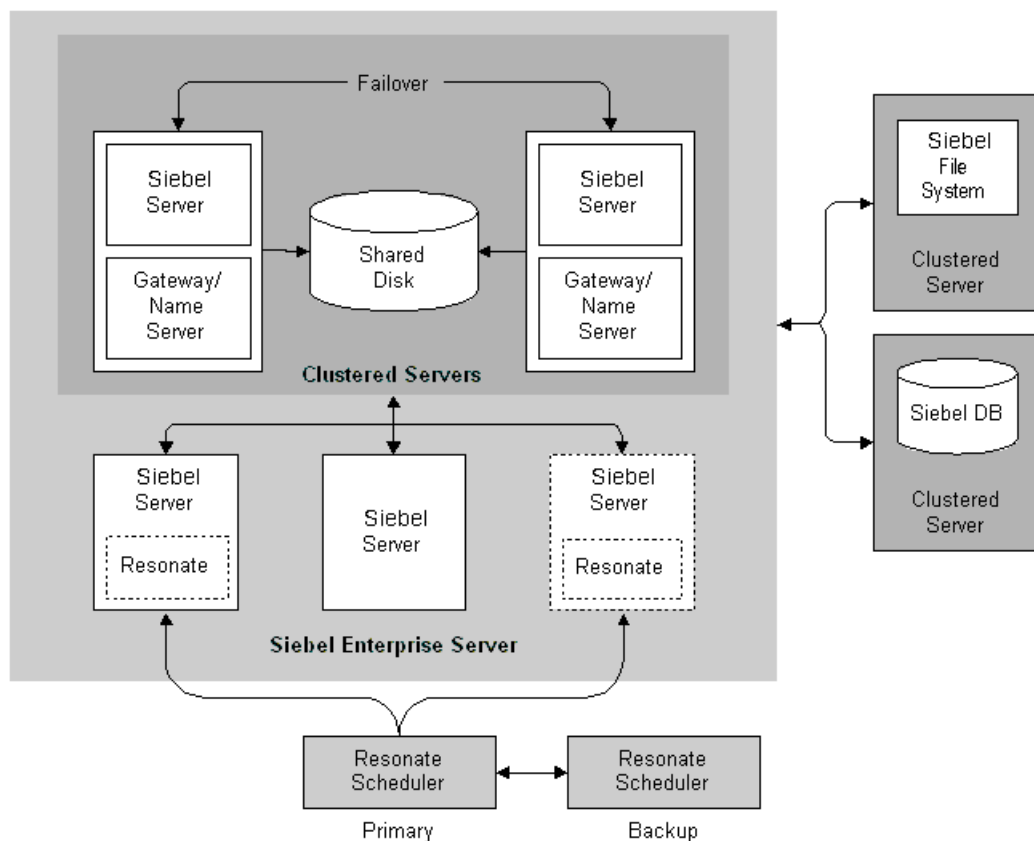 Failover
Siebel
Server
Gateway/
Name
Server
Shared
Disk
Siebel
Server
Gateway/
Name
Server
Clustered Servers
Siebel
Server
Resonate
Siebel
Server
Siebel
Server
Resonate
Siebel Enterprise Server
Siebel
File
System
Clustered
Server
Siebel DB
Clustered
Server
Resonate
Scheduler
Primary
Resonate
Scheduler
Backup